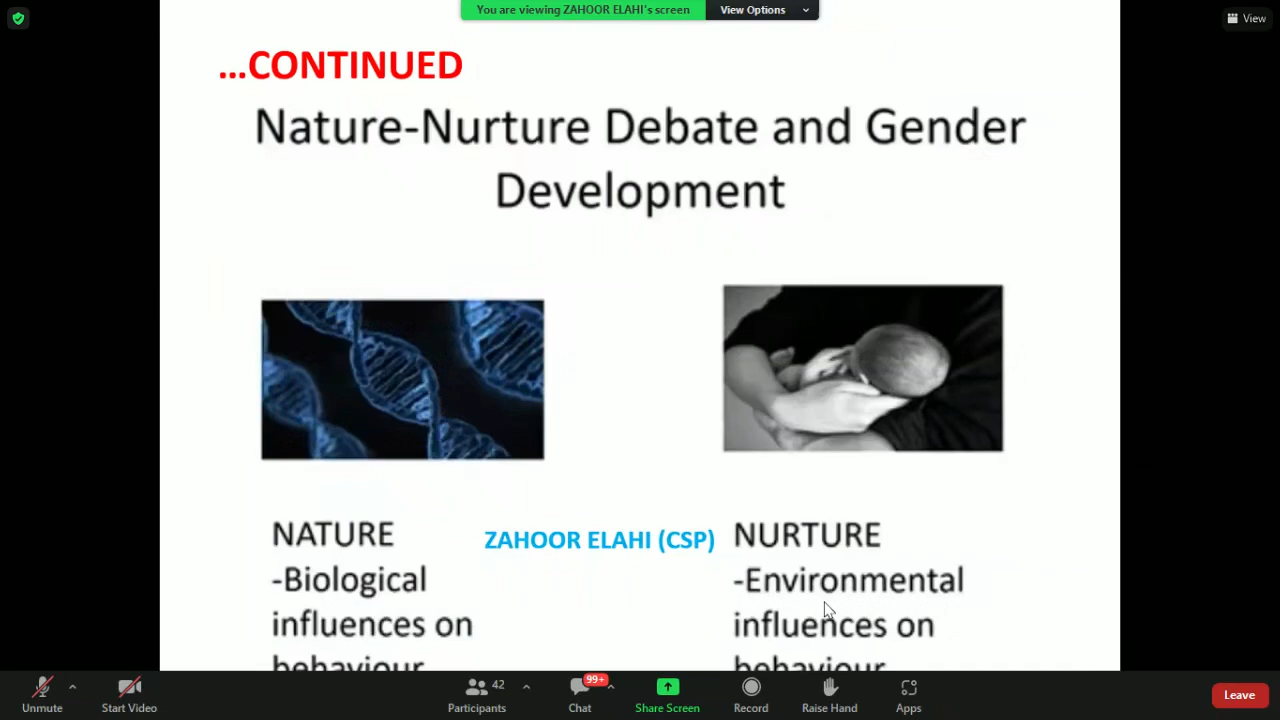 You are viewing ZAHOOR ELAHI's screen
View Options
View
...CONTINUED
Nature-Nurture Debate and Gender
Development
NATURE
-Biological
influences on
behaviour
ZAHOOR ELAHI (CSP)
NURTURE
-Environmental
influences on
behaviour
Unmute
Start Video
42
Participants
99+
Chat
Share Screen
Record
Raise Hand
Apps
Leave